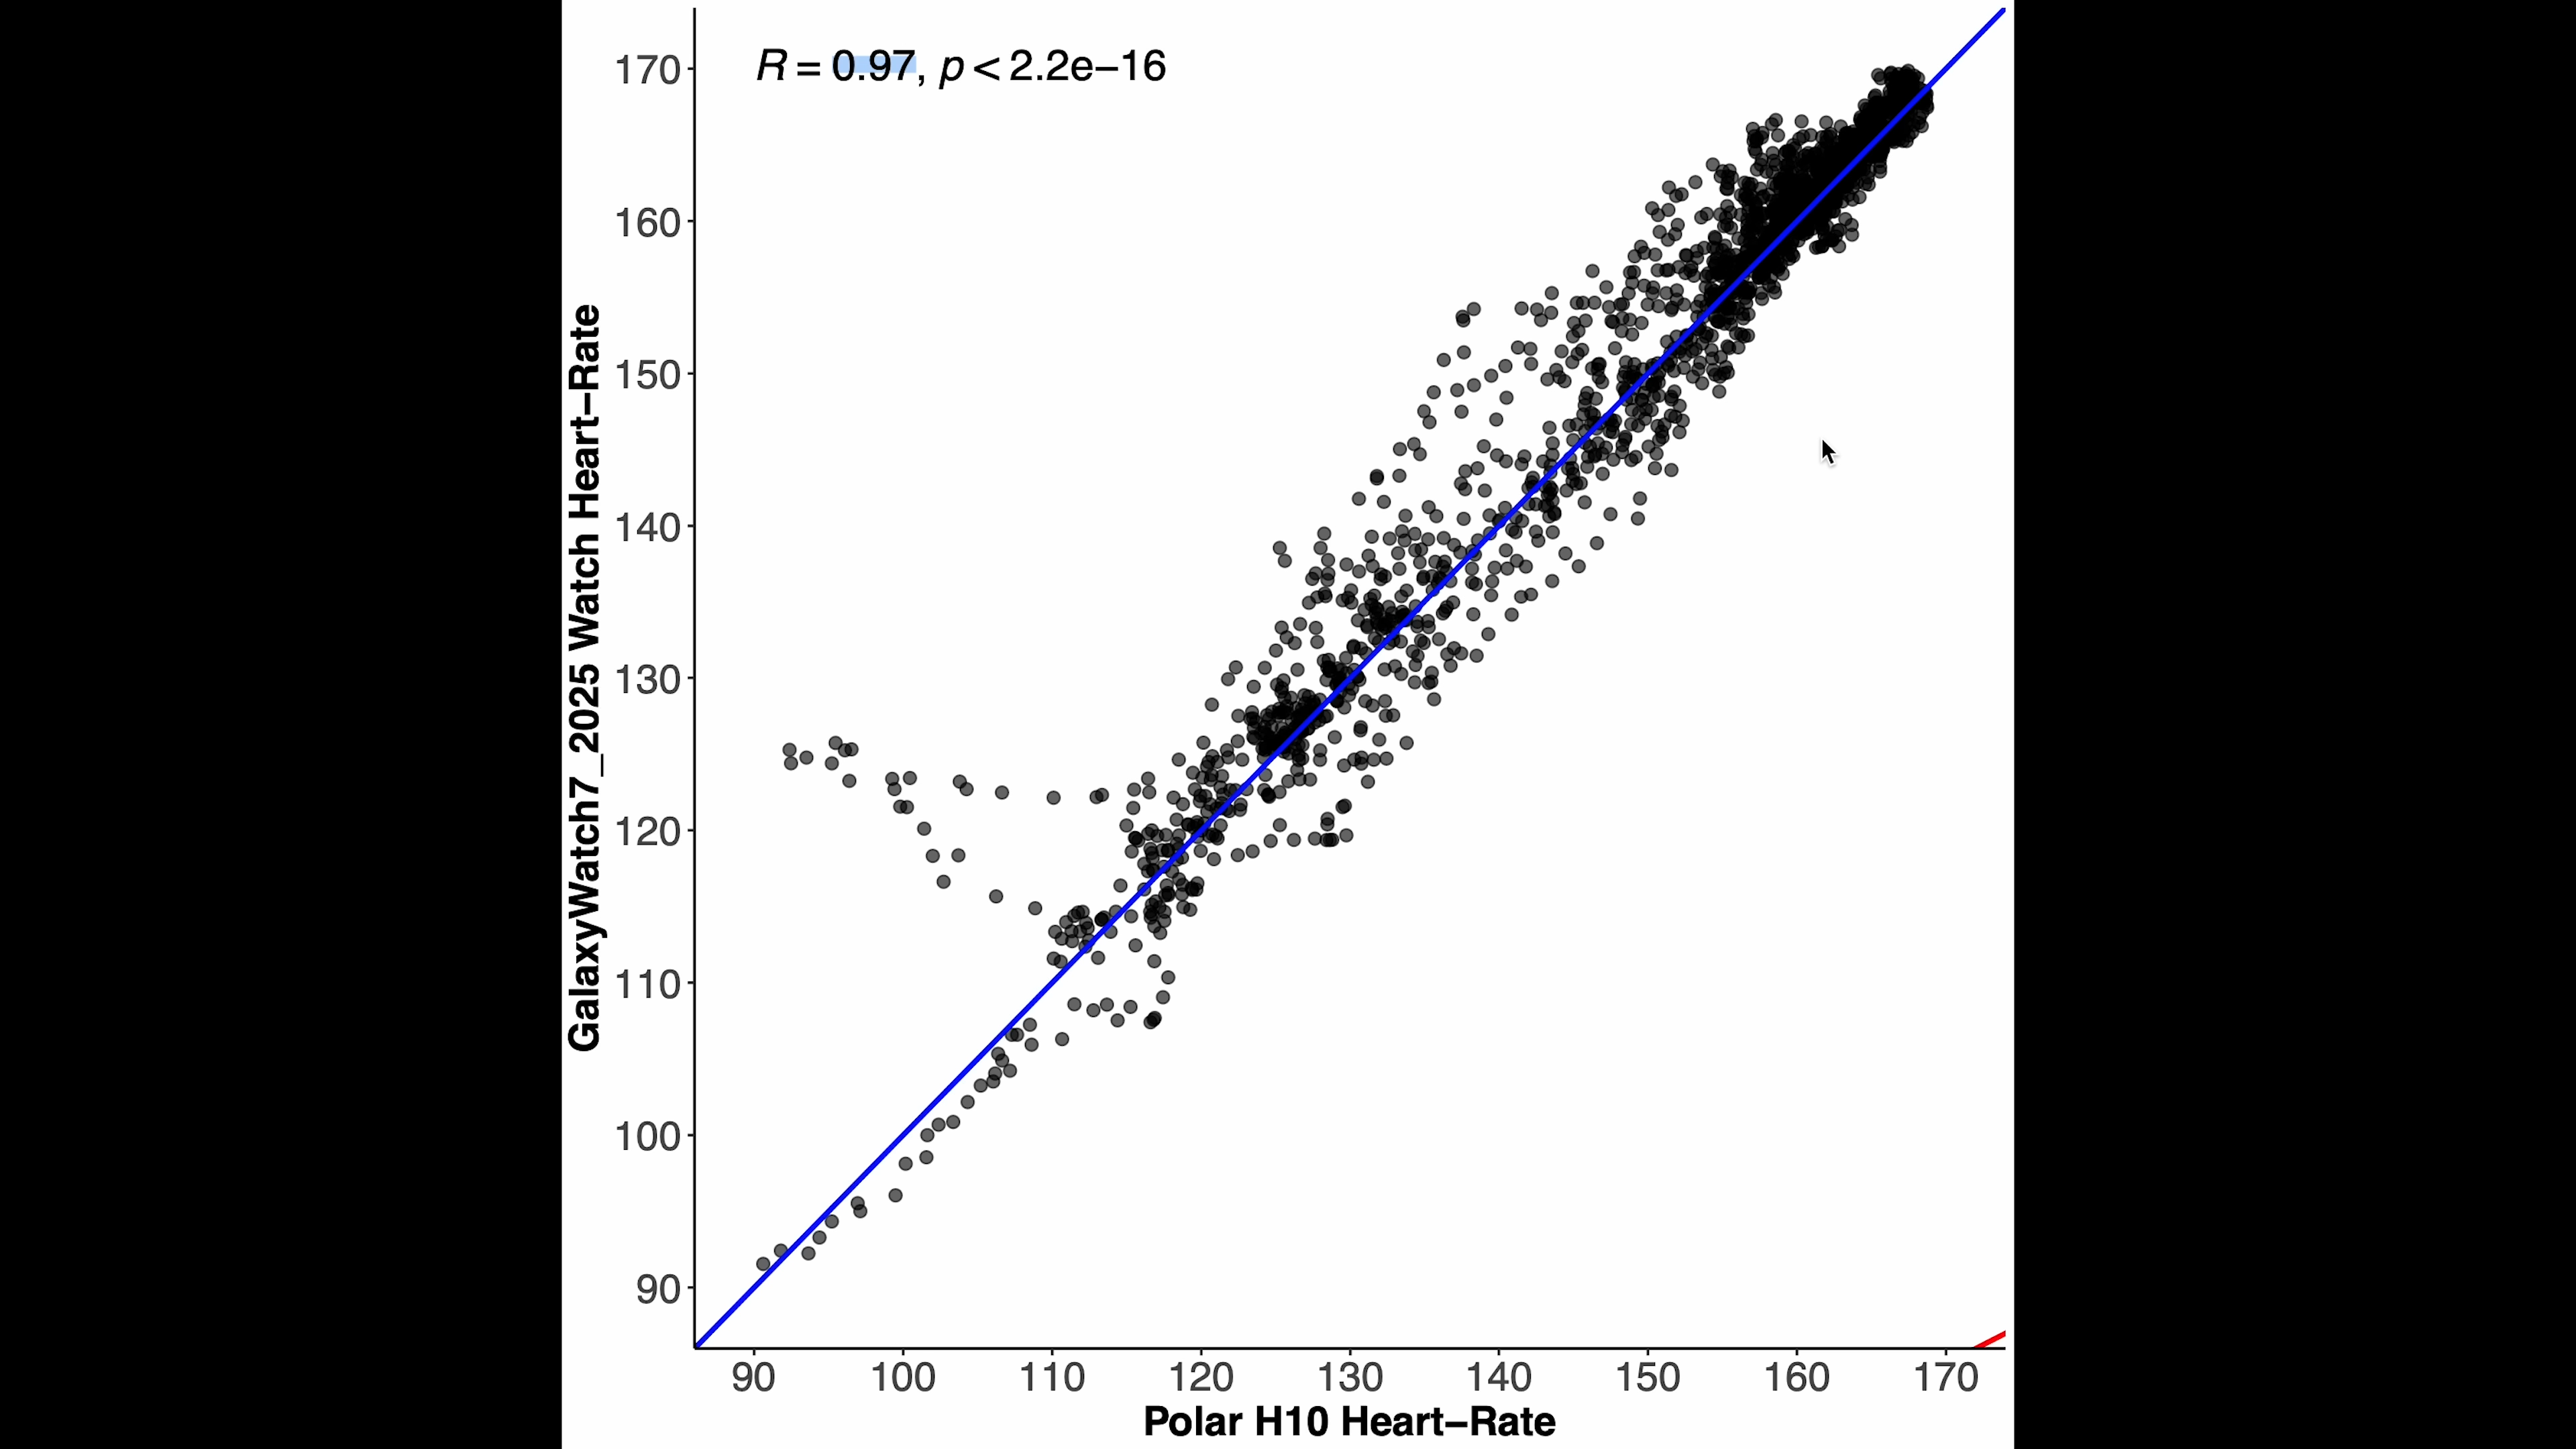 R = 0.97, p < 2.2e−16
GalaxyWatch7_2025 Watch Heart−Rate
170
160
150
140
130
120
110
100
90
90 100 110 120 130 140 150 160 170
Polar H10 Heart−Rate